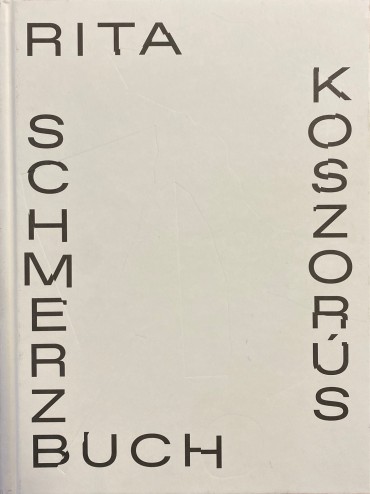 RITA
KOSZORÚS
SCHMERZ
BUCH